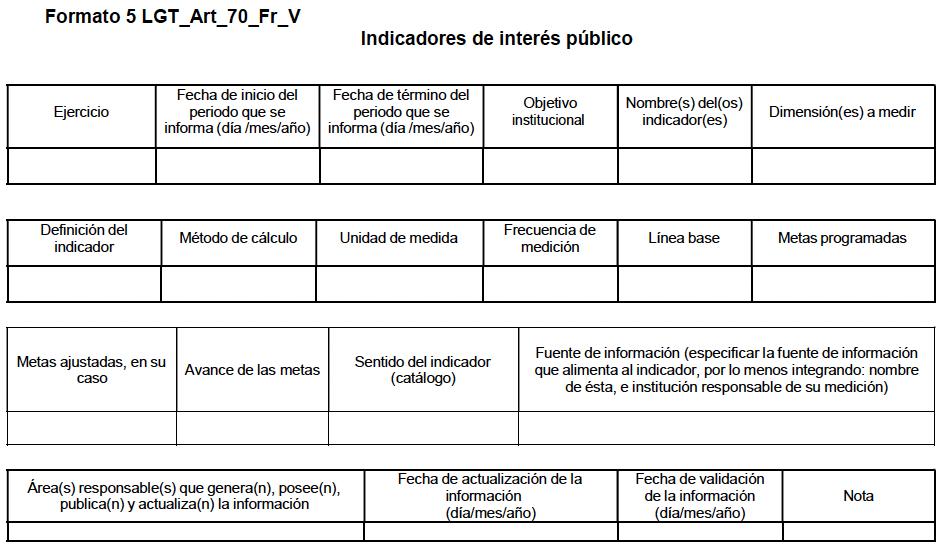 Formato 5 LGT_Art_70_Fr_V
Indicadores de interés público
Ejercicio
Fecha de inicio del
periodo que se
informa (día /mes/año)
Fecha de término del
periodo que se
informa (día /mes/año)
Objetivo
institucional
Nombre(s) del(os)
indicador(es)
Dimensión(es) a medir
Definición del
indicador
Método de cálculo
Unidad de medida
Frecuencia de
medición
Línea base
Metas programadas
Metas ajustadas, en su
caso
Avance de las metas
Sentido del indicador
(catálogo)
Fuente de información (especificar la fuente de información
que alimenta al indicador, por lo menos integrando: nombre
de ésta, e institución responsable de su medición)
Área(s) responsable(s) que genera(n), posee(n),
publica(n) y actualiza(n) la información
Fecha de actualización de la
información
(día/mes/año)
Fecha de validación
de la información
(día/mes/año)
Nota